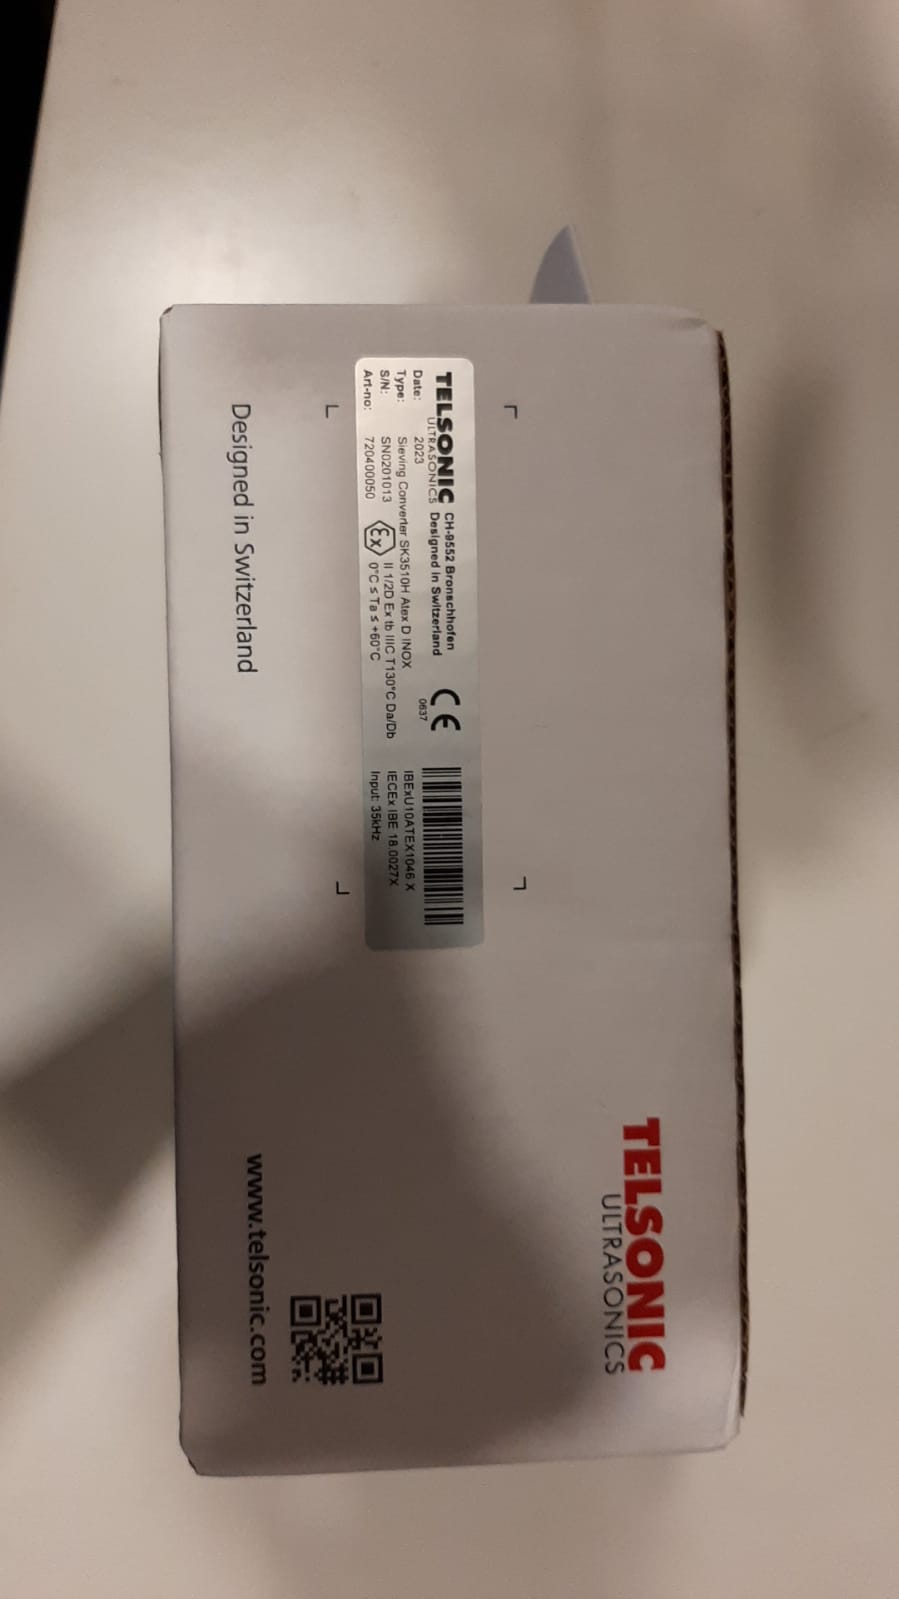 TELSONIC
ULTRASONICS
CH-9552 Bronschhofen
Designed in Switzerland
CE
0637
Date: 2023
Type: Sieving Converter SK3510H Atex D INOX
S/N: SN0201013
Art-no: 720400050
Ex
II 1/2D Ex tb IIIC T130°C Da/Db
0°C ≤ Ta ≤ +60°C
IBExU10ATEX1046 X
IECEx IBE 18.0027X
Input: 35kHz
TELSONIC
ULTRASONICS
Designed in Switzerland
www.telsonic.com